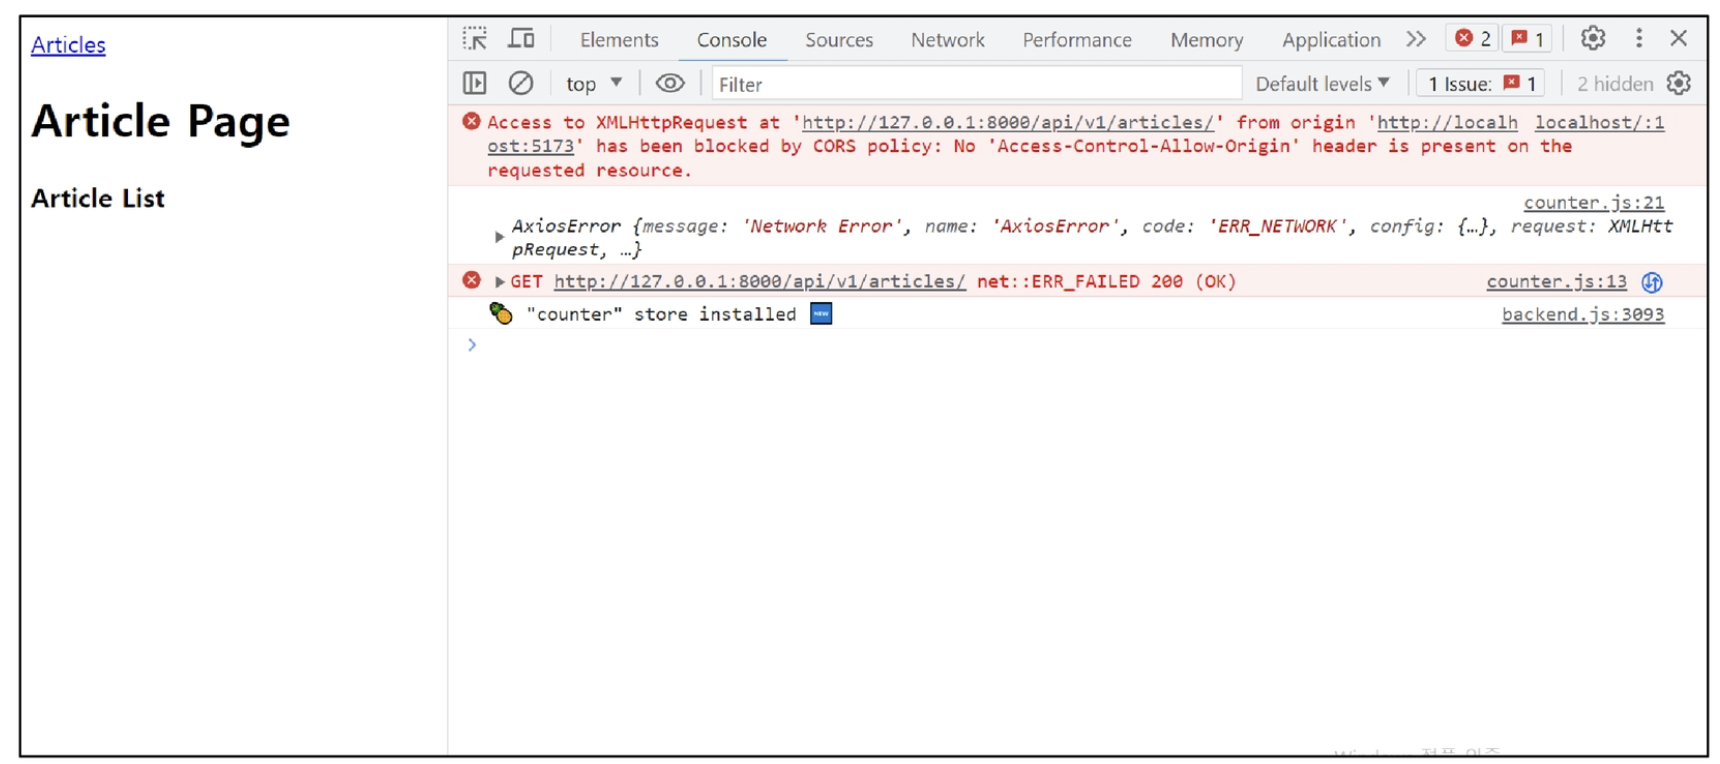 Articles
Article Page
Article List
Elements Console Sources Network Performance Memory Application 2 1
top Filter Default levels 1 Issue: 1 2 hidden
Access to XMLHttpRequest at 'http://127.0.0.1:8000/api/v1/articles/' from origin 'http://localh localhost/:1
ost:5173' has been blocked by CORS policy: No 'Access-Control-Allow-Origin' header is present on the
requested resource.
counter.js:21
AxiosError {message: 'Network Error', name: 'AxiosError', code: 'ERR_NETWORK', config: {…}, request: XMLHtt
pRequest, …}
GET http://127.0.0.1:8000/api/v1/articles/ net::ERR_FAILED 200 (OK) counter.js:13
"counter" store installed NEW backend.js:3093